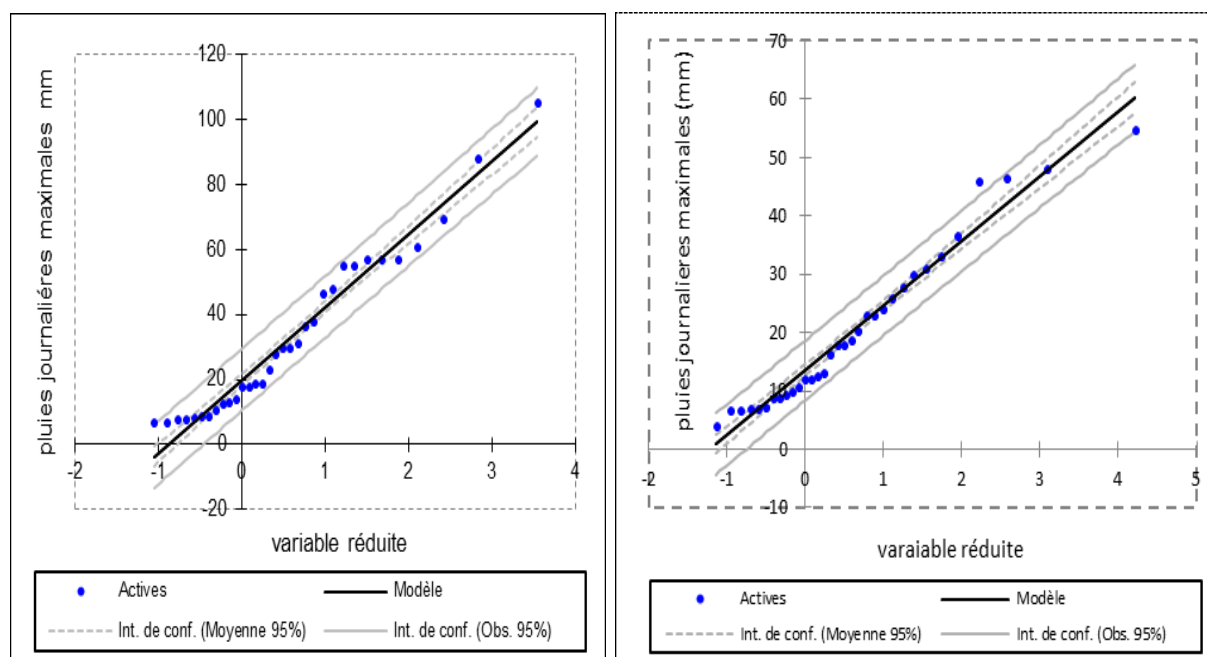 pluies journaliéres maximales mm
120
100
80
60
40
20
0
-20
-2
-1
0
1
2
3
4
variable réduite
Actives
Modèle
Int. de conf. (Moyenne 95%)
Int. de conf. (Obs. 95%)
pluies journalieres maximales (mm)
70
60
50
40
30
20
10
0
-10
-2
-1
0
1
2
3
4
5
varaiable réduite
Actives
Modèle
Int. de conf. (Moyenne 95%)
Int. de conf. (Obs. 95%)